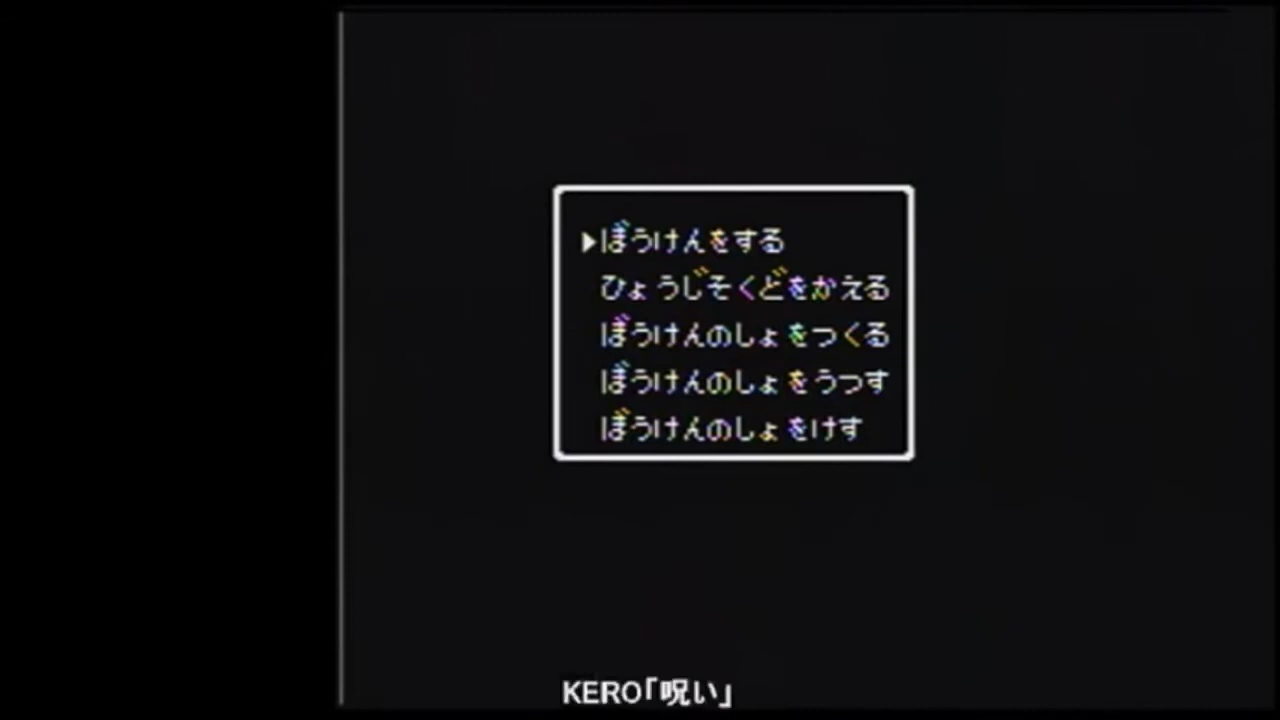 ▶ぼうけんをする
ひょうじそくどをかえる
ぼうけんのしょをつくる
ぼうけんのしょをうつす
ぼうけんのしょをけす
KERO「呪い」